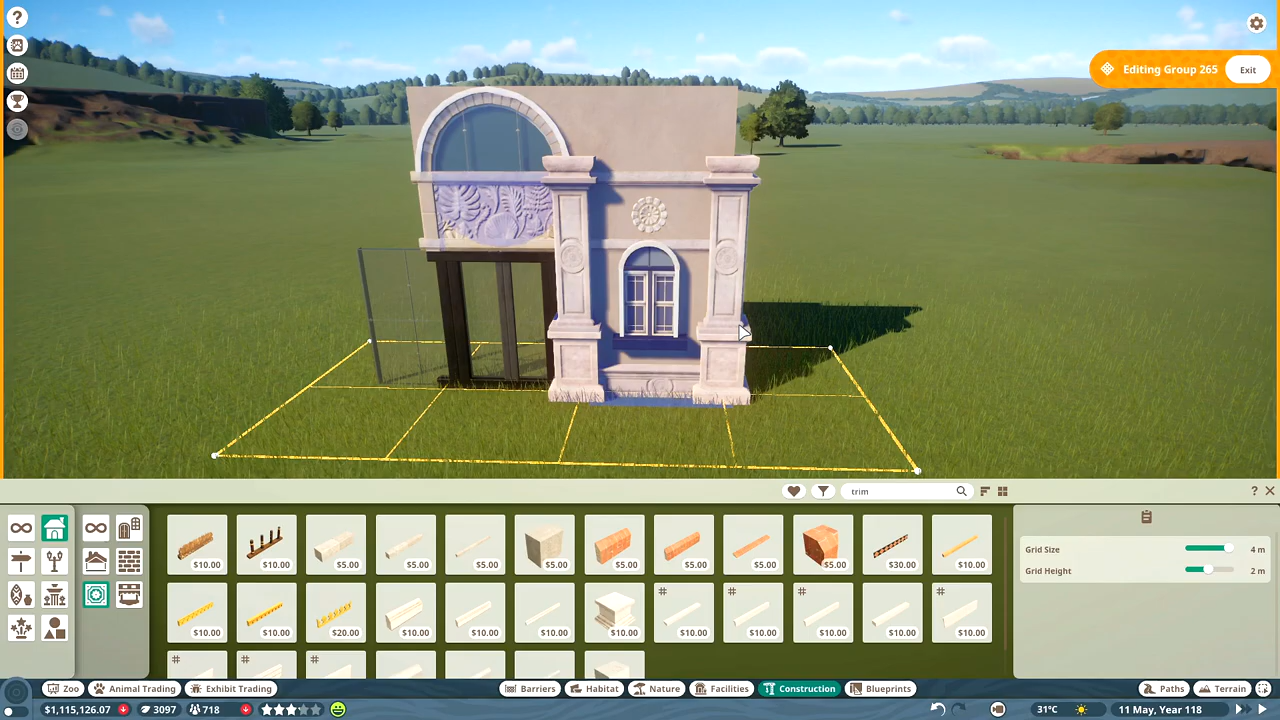 ?
Editing Group 265
Exit
trim
?
$10.00
$10.00
$5.00
$5.00
$5.00
$5.00
$5.00
$5.00
$5.00
$5.00
$30.00
$10.00
$10.00
$10.00
$20.00
$10.00
$10.00
$10.00
$10.00
$10.00
$10.00
$10.00
$10.00
$10.00
Grid Size
4 m
Grid Height
2 m
Zoo
Animal Trading
Exhibit Trading
Barriers
Habitat
Nature
Facilities
Construction
Blueprints
Paths
Terrain
$1,115,126.07
3097
718
31°C
11 May, Year 118